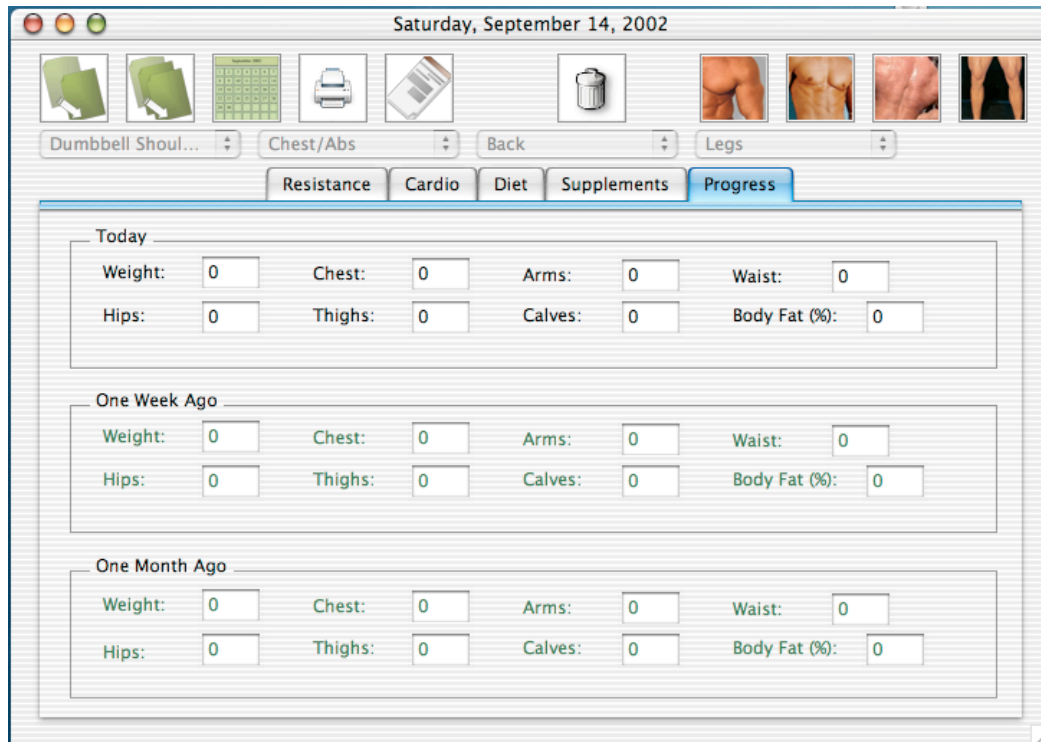 Saturday, September 14, 2002
September 2002
Dumbbell Shoul... Chest/Abs Back Legs
Resistance Cardio Diet Supplements Progress
Today
Weight: 0 Chest: 0 Arms: 0 Waist: 0
Hips: 0 Thighs: 0 Calves: 0 Body Fat (%): 0
One Week Ago
Weight: 0 Chest: 0 Arms: 0 Waist: 0
Hips: 0 Thighs: 0 Calves: 0 Body Fat (%): 0
One Month Ago
Weight: 0 Chest: 0 Arms: 0 Waist: 0
Hips: 0 Thighs: 0 Calves: 0 Body Fat (%): 0